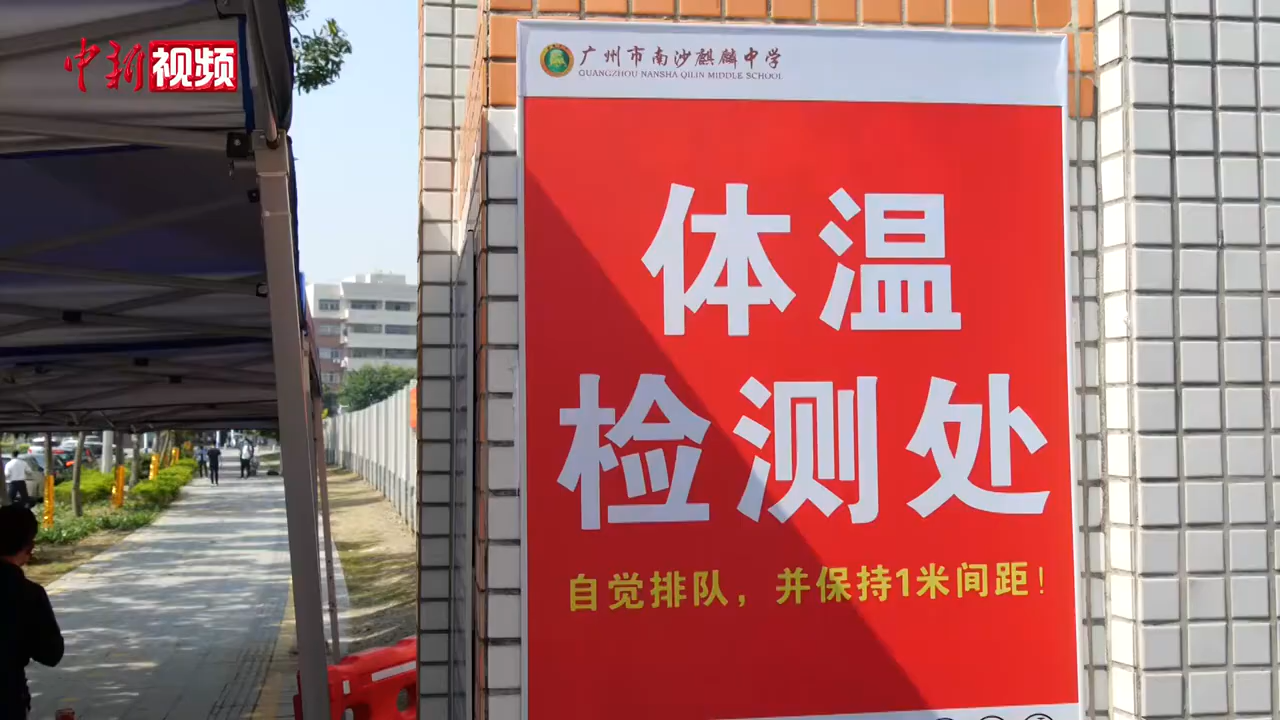 中新视频
广州市南沙麒麟中学
GUANGZHOU NANSHA QILIN MIDDLE SCHOOL
体温
检测处
自觉排队，并保持1米间距！